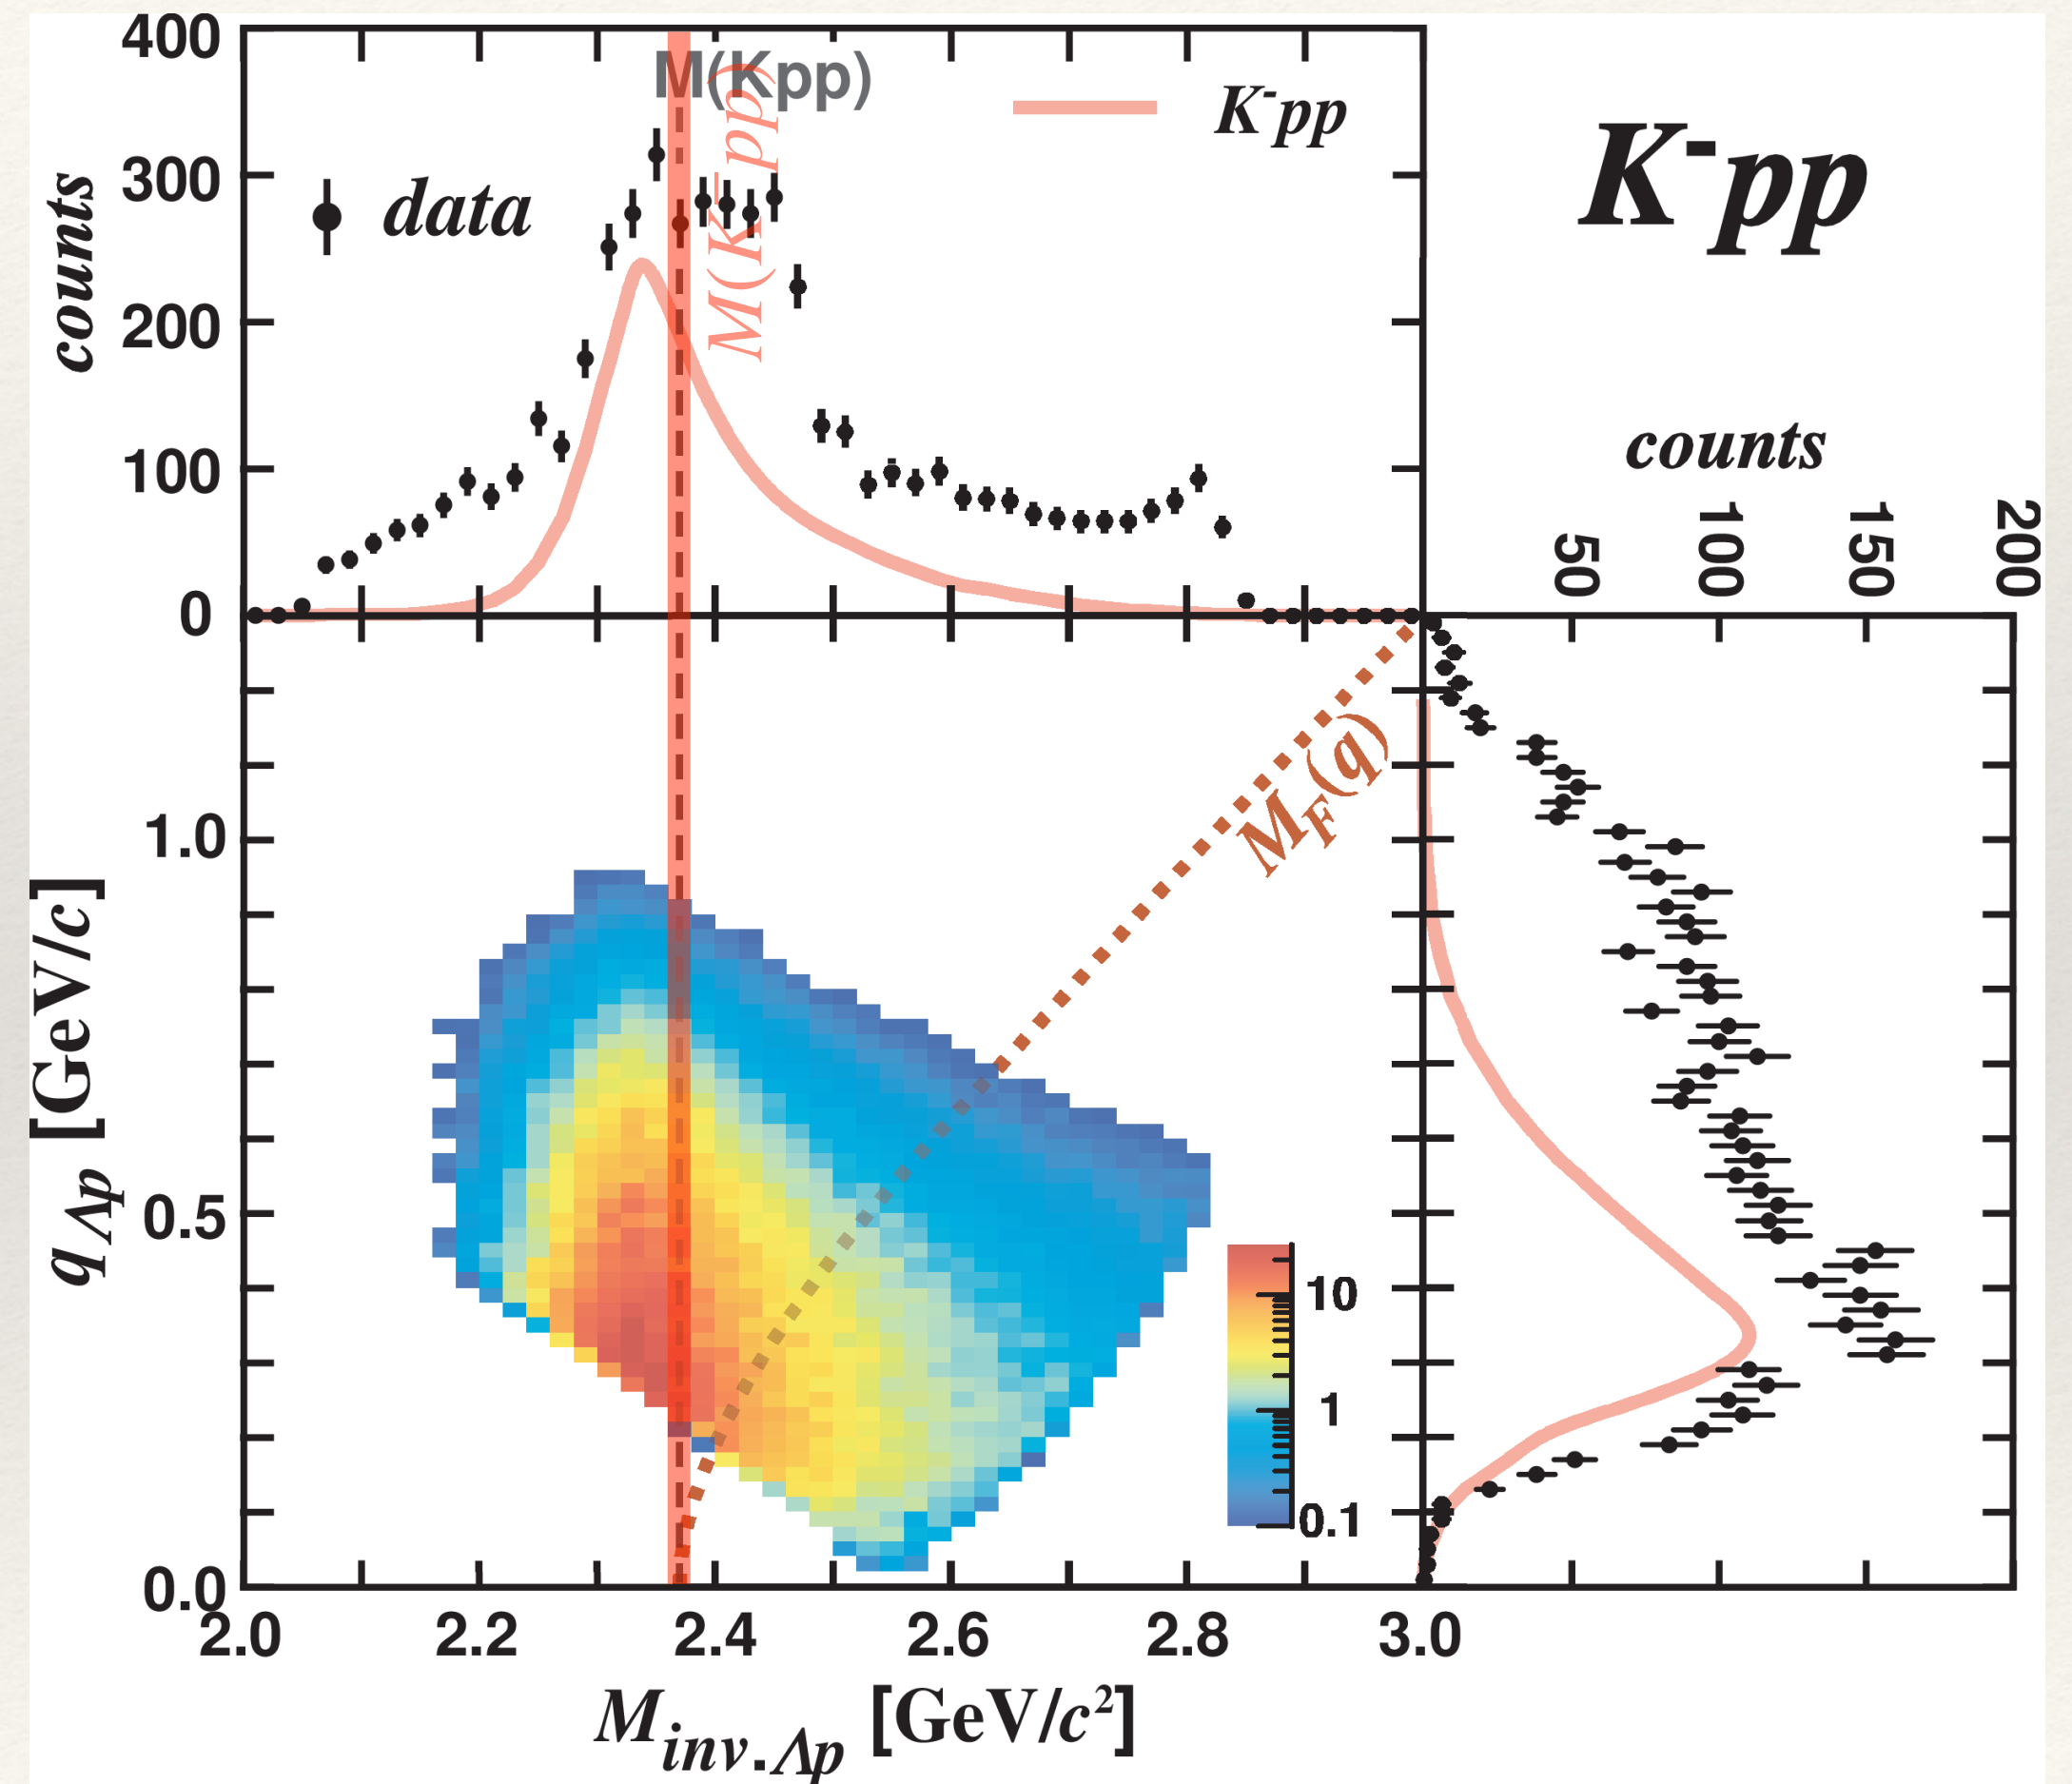 400
300
200
100
0
counts
data
M(Kpp)
M(K⁻pp)
K⁻pp
K⁻pp
counts
50
100
150
200
M_F(q)
1.0
0.5
0.0
q_Λp [GeV/c]
10
1
0.1
2.0 2.2 2.4 2.6 2.8 3.0
M_inv.Λp [GeV/c²]